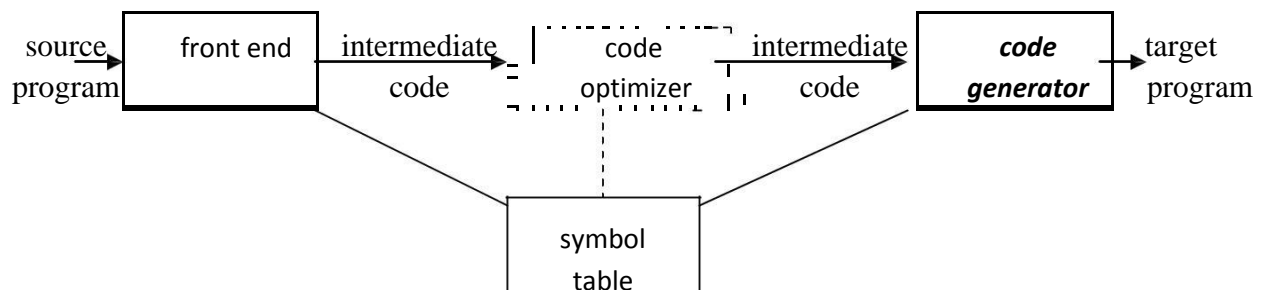 source
program
front end
intermediate
code
code
optimizer
intermediate
code
code
generator
target
program
symbol
table